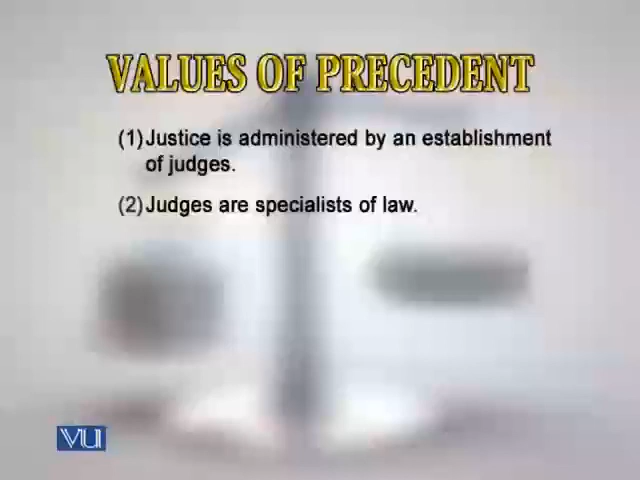 VALUES OF PRECEDENT
(1) Justice is administered by an establishment
of judges.
(2) Judges are specialists of law.
VU